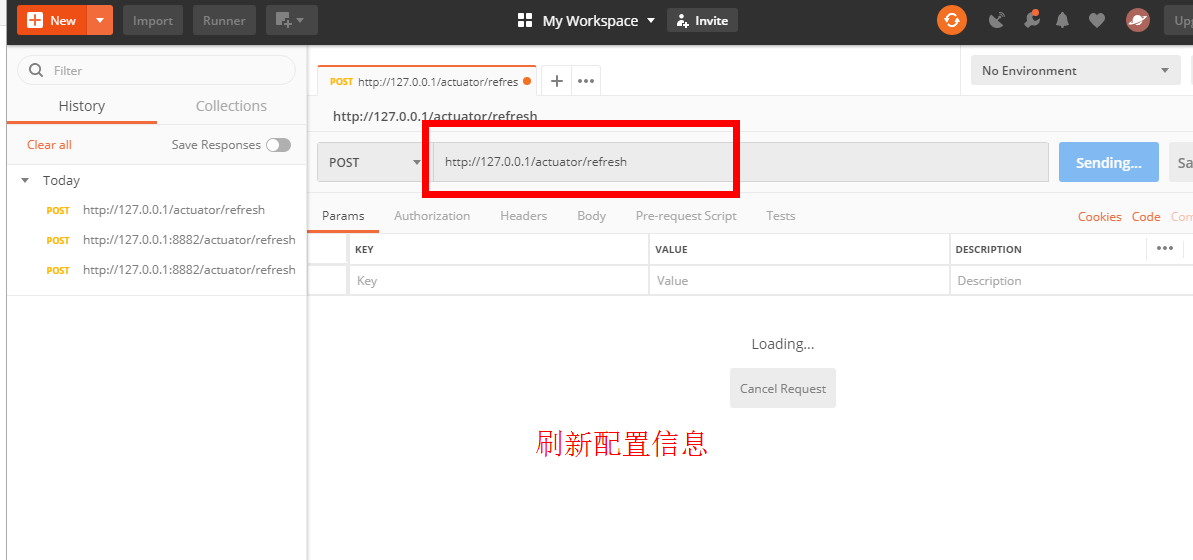 New
Import
Runner
My Workspace
Invite
Upg
Filter
History
Collections
Clear all
Save Responses
Today
POST http://127.0.0.1/actuator/refresh
POST http://127.0.0.1:8882/actuator/refresh
POST http://127.0.0.1:8882/actuator/refresh
POST http://127.0.0.1/actuator/refres
No Environment
http://127.0.0.1/actuator/refresh
POST
http://127.0.0.1/actuator/refresh
Sending...
Sa
Params Authorization Headers Body Pre-request Script Tests
Cookies Code Com
KEY VALUE DESCRIPTION
Key Value Description
Loading...
Cancel Request
刷新配置信息